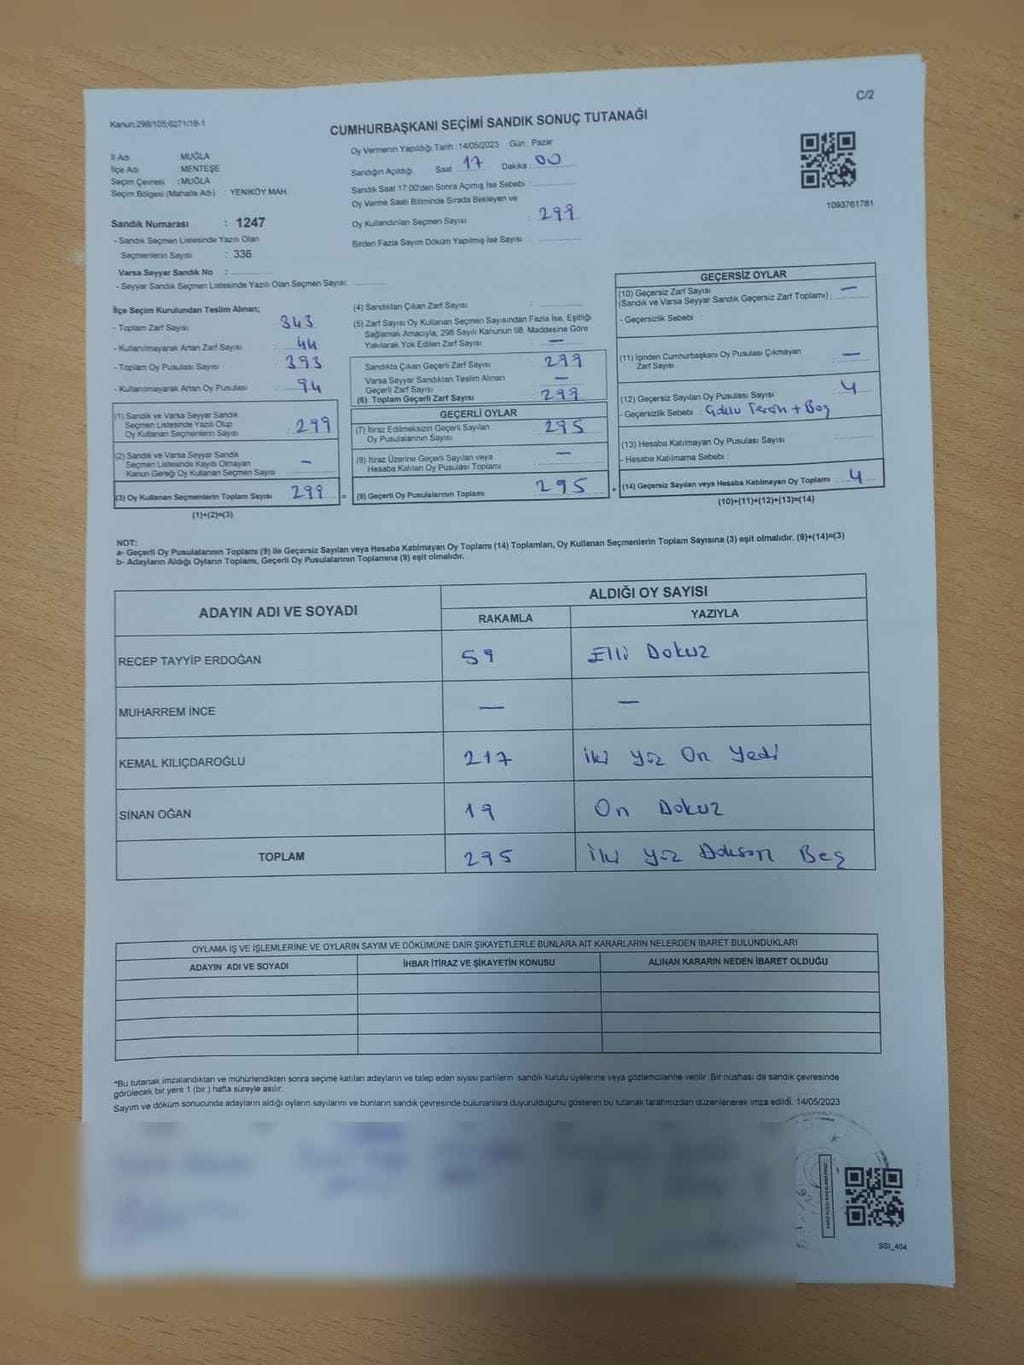 C/2
Kanun:298/105;6271/18-1
CUMHURBAŞKANI SEÇİMİ SANDIK SONUÇ TUTANAĞI
İl Adı : MUĞLA
İlçe Adı : MENTEŞE
Seçim Çevresi : MUĞLA
Seçim Bölgesi (Mahalle Adı) : YENİKÖY MAH.
Oy Vermenin Yapıldığı Tarih : 14/05/2023 Gün : Pazar
Sandığın Açıldığı Saat 17 Dakika : 00
Sandık Saat 17:00'den Sonra Açılmış İse Sebebi :
Oy Verme Saati Bitiminde Sırada Bekleyen ve
Oy Kullandırılan Seçmen Sayısı : 299
Birden Fazla Sayım Döküm Yapılmış İse Sayısı :
1093761781
Sandık Numarası : 1247
- Sandık Seçmen Listesinde Yazılı Olan
Seçmenlerin Sayısı : 336
Varsa Seyyar Sandık No :
- Seyyar Sandık Seçmen Listesinde Yazılı Olan Seçmen Sayısı:
İlçe Seçim Kurulundan Teslim Alınan;
- Toplam Zarf Sayısı : 343
- Kullanılmayarak Artan Zarf Sayısı : 44
- Toplam Oy Pusulası Sayısı : 393
- Kullanılmayarak Artan Oy Pusulası : 94
(1) Sandık ve Varsa Seyyar Sandık
Seçmen Listesinde Yazılı Olup
Oy Kullanan Seçmenlerin Sayısı : 299
(2) Sandık ve Varsa Seyyar Sandık
Seçmen Listesinde Kayıtlı Olmayan
Kanun Gereği Oy Kullanan Seçmen Sayısı : –
(3) Oy Kullanan Seçmenlerin Toplam Sayısı : 299 =
(1)+(2)=(3)
(4) Sandıktan Çıkan Zarf Sayısı :
(5) Zarf Sayısı Oy Kullanan Seçmen Sayısından Fazla İse, Eşitliği
Sağlamak Amacıyla; 298 Sayılı Kanunun 98. Maddesine Göre
Yakılarak Yok Edilen Zarf Sayısı : –
Sandıkta Çıkan Geçerli Zarf Sayısı : 299
Varsa Seyyar Sandıktan Teslim Alınan
Geçerli Zarf Sayısı : –
(6) Toplam Geçerli Zarf Sayısı : 299
GEÇERLİ OYLAR
(7) İtiraz Edilmeksizin Geçerli Sayılan
Oy Pusulalarının Sayısı : 295
(8) İtiraz Üzerine Geçerli Sayılan veya
Hesaba Katılan Oy Pusulası Toplamı : –
(9) Geçerli Oy Pusulalarının Toplamı : 295 +
GEÇERSİZ OYLAR
(10) Geçersiz Zarf Sayısı
(Sandık ve Varsa Seyyar Sandık Geçersiz Zarf Toplamı) : –
- Geçersizlik Sebebi :
(11) İçinden Cumhurbaşkanı Oy Pusulası Çıkmayan
Zarf Sayısı : –
(12) Geçersiz Sayılan Oy Pusulası Sayısı : 4
- Geçersizlik Sebebi : + Boş
(13) Hesaba Katılmayan Oy Pusulası Sayısı :
- Hesaba Katılmama Sebebi :
(14) Geçersiz Sayılan veya Hesaba Katılmayan Oy Toplamı : 4
(10)+(11)+(12)+(13)=(14)
NOT:
a- Geçerli Oy Pusulalarının Toplamı (9) ile Geçersiz Sayılan veya Hesaba Katılmayan Oy Toplamı (14) Toplamları, Oy Kullanan Seçmenlerin Toplam Sayısına (3) eşit olmalıdır. (9)+(14)=(3)
b- Adayların Aldığı Oyların Toplamı, Geçerli Oy Pusulalarının Toplamına (9) eşit olmalıdır.
ADAYIN ADI VE SOYADI
ALDIĞI OY SAYISI
RAKAMLA YAZIYLA
RECEP TAYYİP ERDOĞAN 59 Elli Dokuz
MUHARREM İNCE – –
KEMAL KILIÇDAROĞLU 217 İki yüz On Yedi
SİNAN OĞAN 19 On Dokuz
TOPLAM 295 İki yüz Doksan Beş
OYLAMA İŞ VE İŞLEMLERİNE VE OYLARIN SAYIM VE DÖKÜMÜNE DAİR ŞİKAYETLERLE BUNLARA AİT KARARLARIN NELERDEN İBARET BULUNDUKLARI
ADAYIN ADI VE SOYADI İHBAR İTİRAZ VE ŞİKAYETİN KONUSU ALINAN KARARIN NEDEN İBARET OLDUĞU
*Bu tutanak imzalandıktan ve mühürlendikten sonra seçime katılan adayların ve talep eden siyasi partilerin sandık kurulu üyelerine veya gözlemcilerine verilir. Bir nüshası da sandık çevresinde
görülecek bir yere 1 (bir) hafta süreyle asılır.
Sayım ve döküm sonucunda adayların aldığı oyların sayılarını ve bunların sandık çevresinde bulunanlara duyurulduğunu gösteren bu tutanak tarafımızdan düzenlenerek imza edildi. 14/05/2023
SSI_404